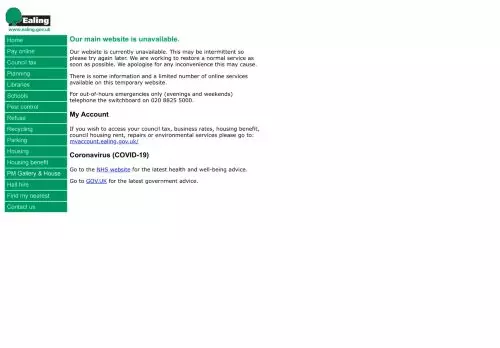 Ealing
www.ealing.gov.uk
Home
Pay online
Council tax
Planning
Libraries
Schools
Pest control
Refuse
Recycling
Parking
Housing
Housing benefit
PM Gallery & House
Hall hire
Find my nearest
Contact us
Our main website is unavailable.
Our website is currently unavailable. This may be intermittent so
please try again later. We are working to restore a normal service as
soon as possible. We apologise for any inconvenience this may cause.
There is some information and a limited number of online services
available on this temporary website.
For out-of-hours emergencies only (evenings and weekends)
telephone the switchboard on 020 8825 5000.
My Account
If you wish to access your council tax, business rates, housing benefit,
council housing rent, repairs or environmental services please go to:
myaccount.ealing.gov.uk/
Coronavirus (COVID-19)
Go to the NHS website for the latest health and well-being advice.
Go to GOV.UK for the latest government advice.